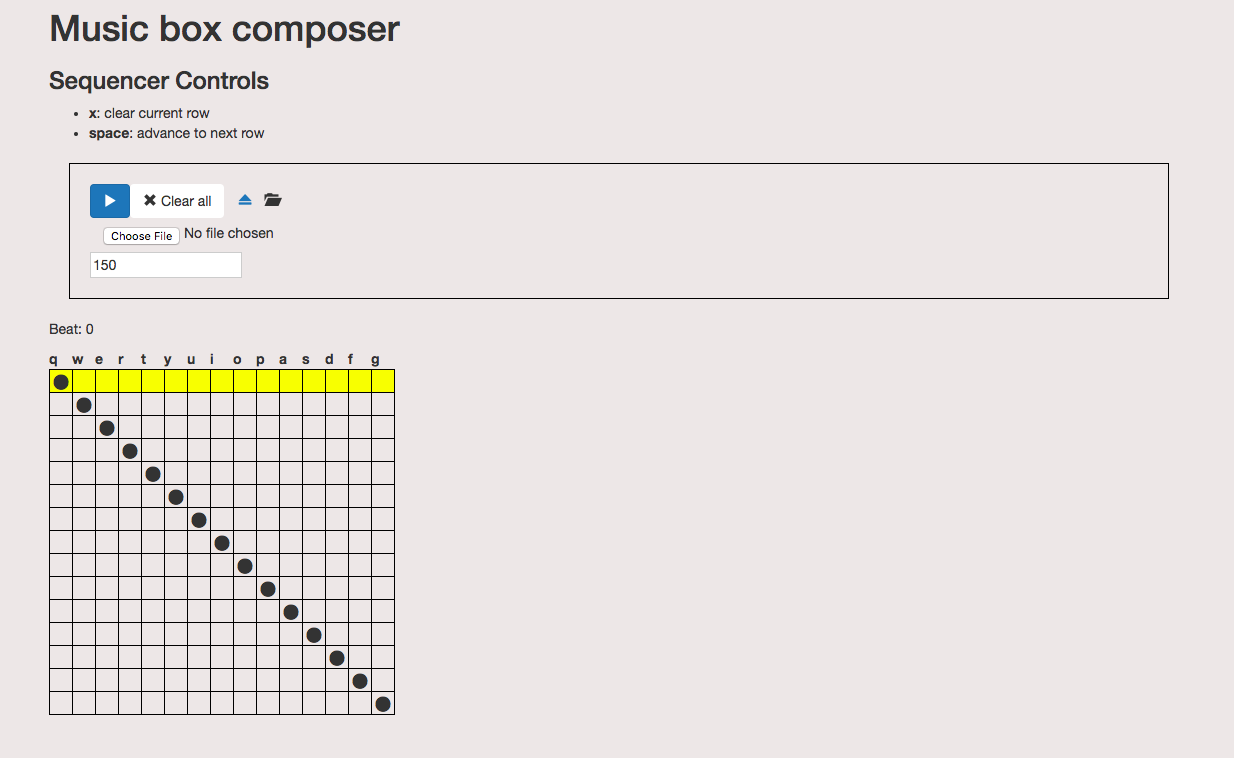 Music box composer
Sequencer Controls
x: clear current row
space: advance to next row
Clear all
Choose File No file chosen
150
Beat: 0
q w e r t y u i o p a s d f g